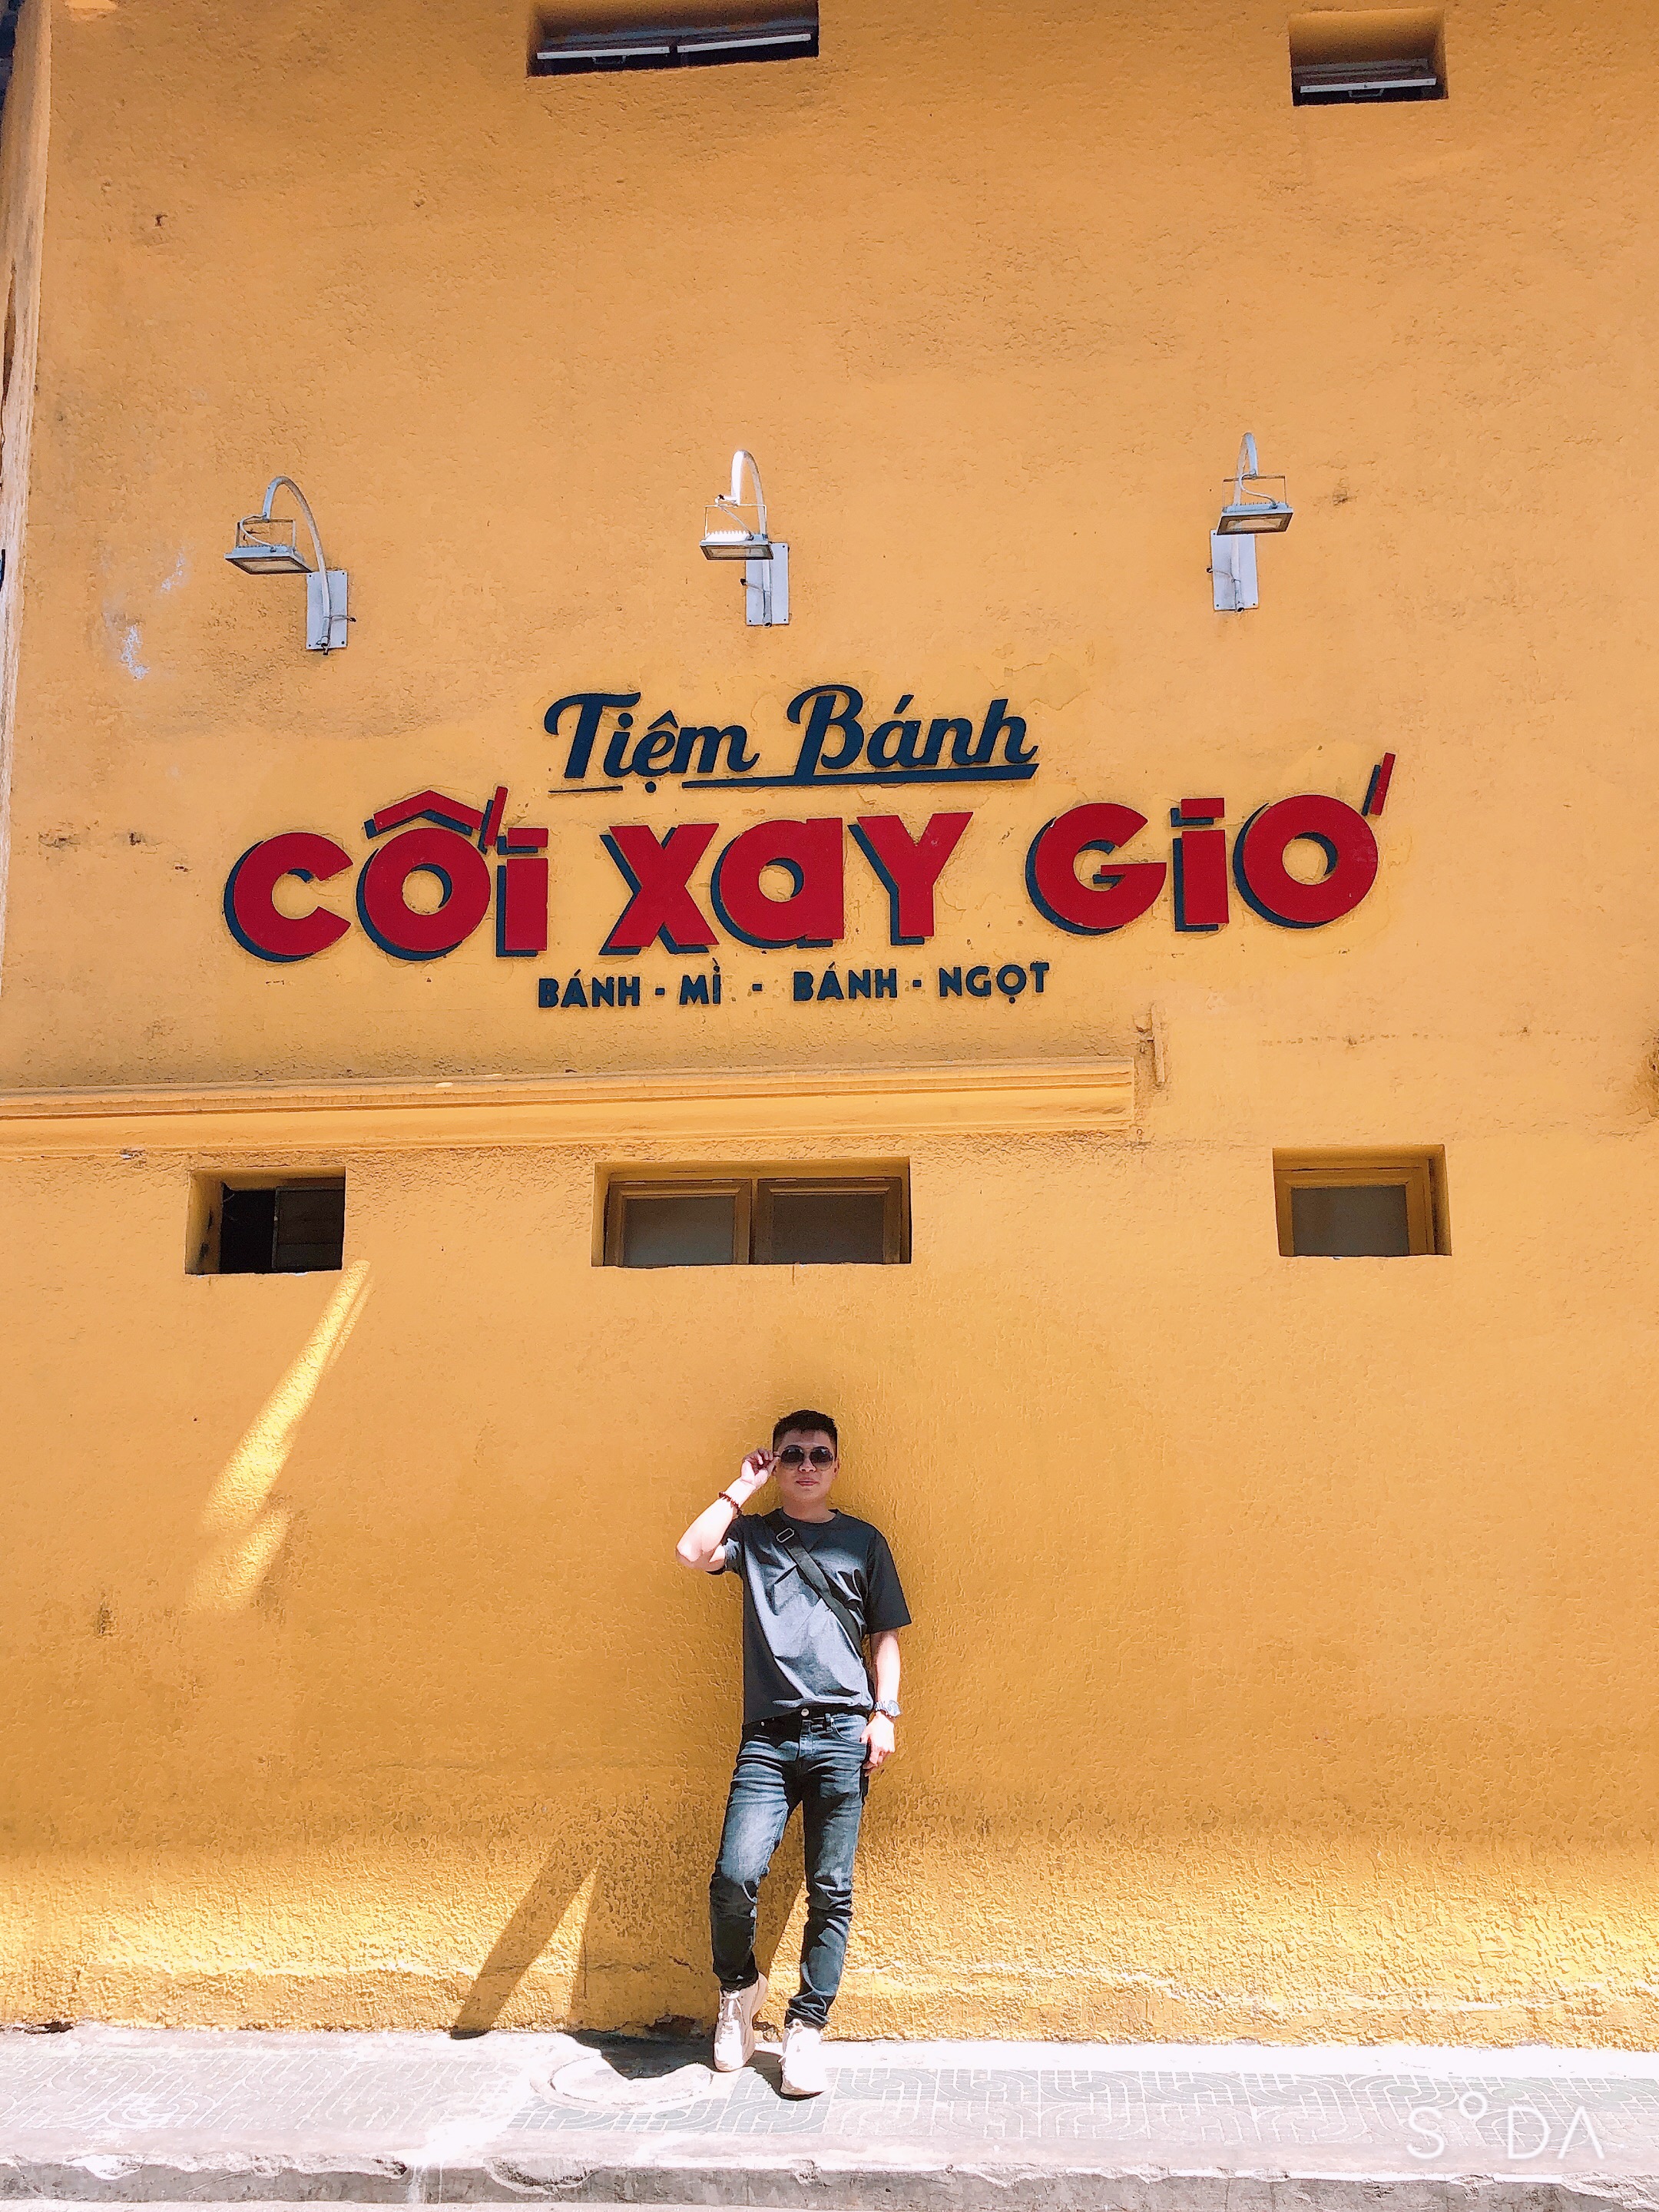 Tiệm Bánh
CỐI XAY GIÓ
BÁNH - MÌ - BÁNH - NGỌT
SODA